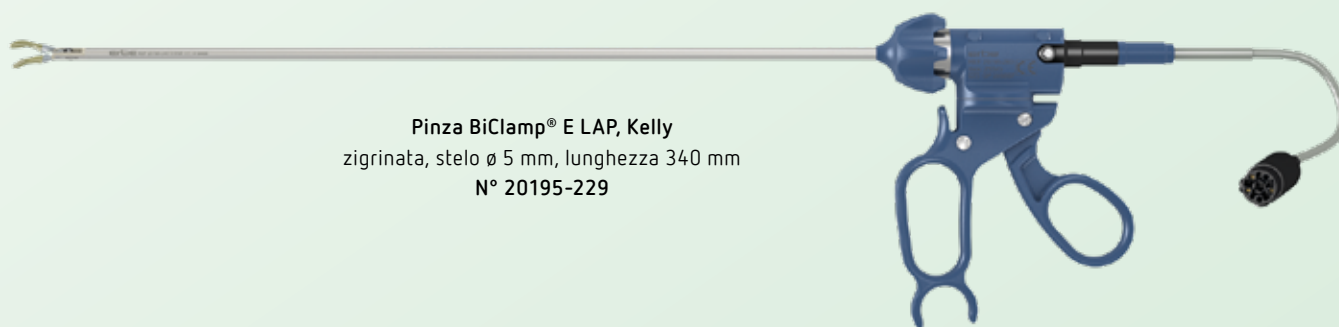 Pinza BiClamp® E LAP, Kelly
zigrinata, stelo ø 5 mm, lunghezza 340 mm
N° 20195-229